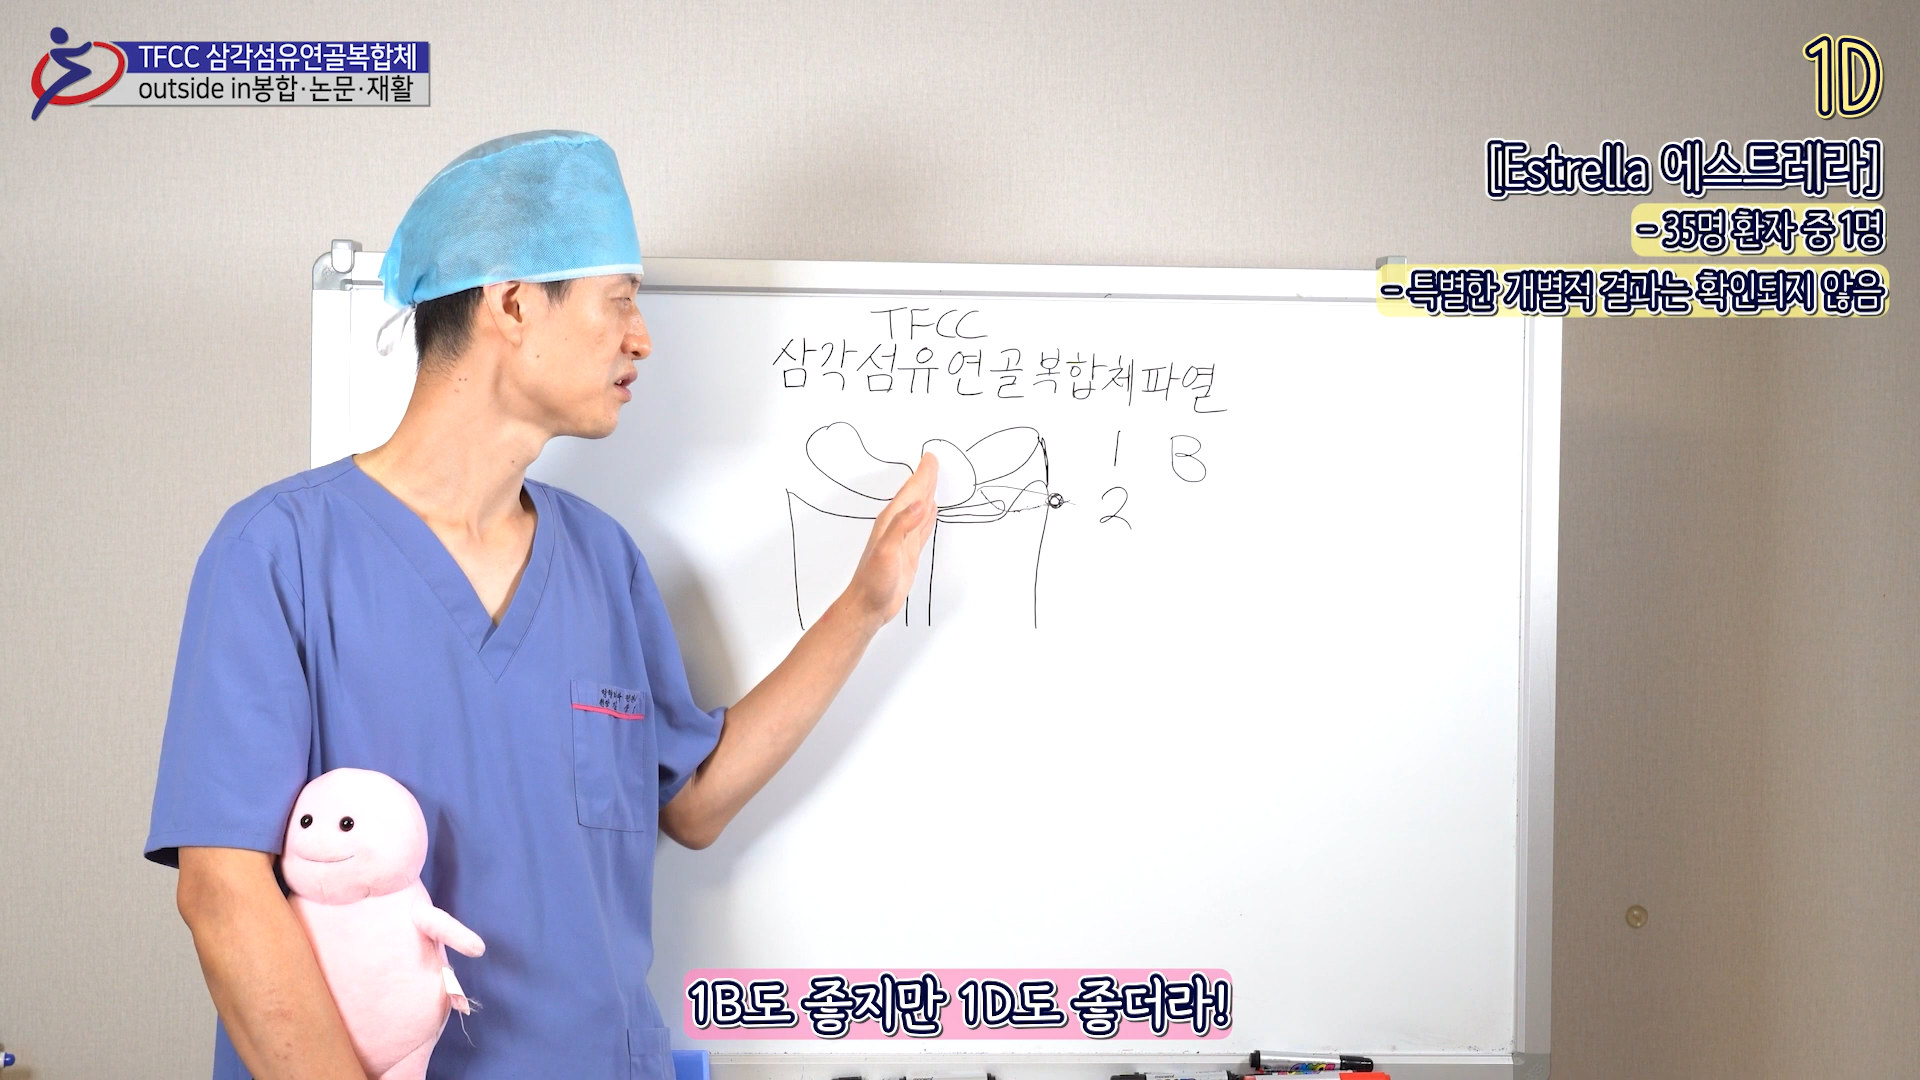 TFCC 삼각섬유연골복합체
outside in봉합·논문·재활
1D
[Estrella 에스트레라]
- 35명 환자 중 1명
- 특별한 개별적 결과는 확인되지 않음
TFCC
삼각섬유연골복합체파열
1 B
2
1B도 좋지만 1D도 좋더라!